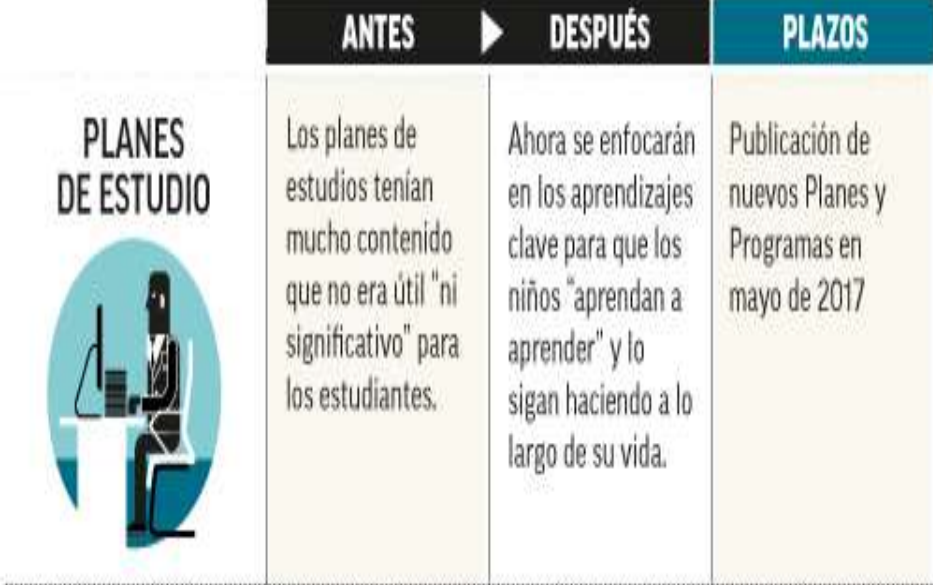 ANTES
DESPUÉS
PLAZOS
PLANES
DE ESTUDIO
Los planes de
estudios tenían
mucho contenido
que no era útil "ni
significativo" para
los estudiantes.
Ahora se enfocarán
en los aprendizajes
clave para que los
niños "aprendan a
aprender" y lo
sigan haciendo a lo
largo de su vida.
Publicación de
nuevos Planes y
Programas en
mayo de 2017